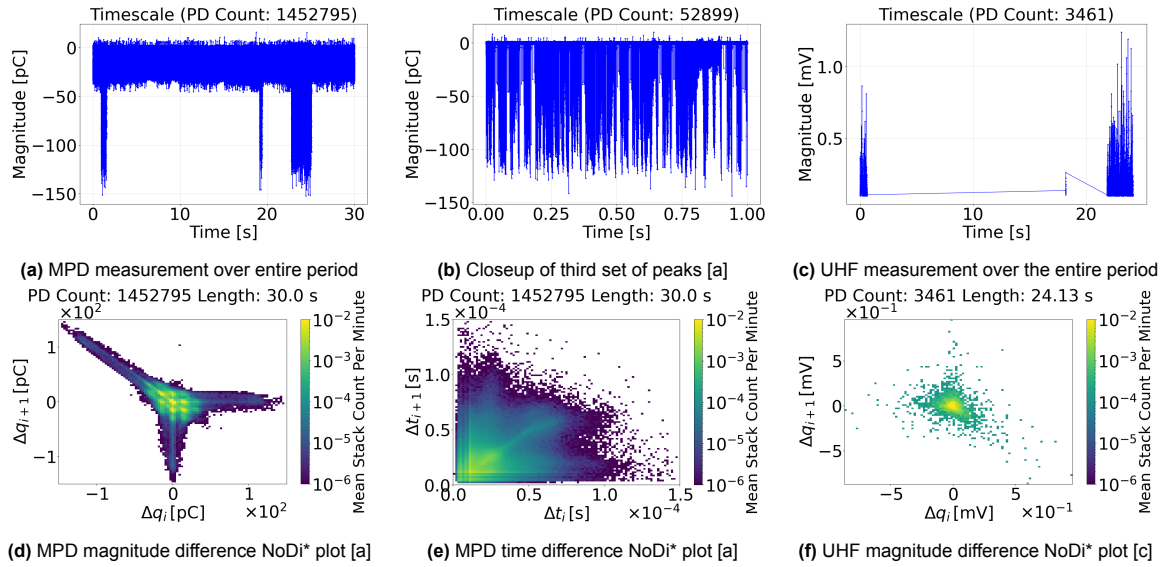 Timescale (PD Count: 1452795)
Magnitude [pC]
0
−50
−100
−150
0
10
20
30
Time [s]
(a) MPD measurement over entire period
Timescale (PD Count: 52899)
Magnitude [pC]
0
−50
−100
−150
0.00
0.25
0.50
0.75
1.00
Time [s]
(b) Closeup of third set of peaks [a]
Timescale (PD Count: 3461)
Magnitude [mV]
1.0
0.5
0
10
20
Time [s]
(c) UHF measurement over the entire period
PD Count: 1452795 Length: 30.0 s
×10²
Δqᵢ₊₁ [pC]
1
0
−1
−1
0
1
Δqᵢ [pC]
×10²
10⁻²
10⁻³
10⁻⁴
10⁻⁵
10⁻⁶
Mean Stack Count Per Minute
(d) MPD magnitude difference NoDi* plot [a]
PD Count: 1452795 Length: 30.0 s
×10⁻⁴
Δtᵢ₊₁ [s]
1.5
1.0
0.5
0.0
0.0
0.5
1.0
1.5
Δtᵢ [s]
×10⁻⁴
10⁻²
10⁻³
10⁻⁴
10⁻⁵
10⁻⁶
Mean Stack Count Per Minute
(e) MPD time difference NoDi* plot [a]
PD Count: 3461 Length: 24.13 s
×10⁻¹
Δqᵢ₊₁ [mV]
5
0
−5
−5
0
5
Δqᵢ [mV]
×10⁻¹
10⁻²
10⁻³
10⁻⁴
10⁻⁵
10⁻⁶
Mean Stack Count Per Minute
(f) UHF magnitude difference NoDi* plot [c]